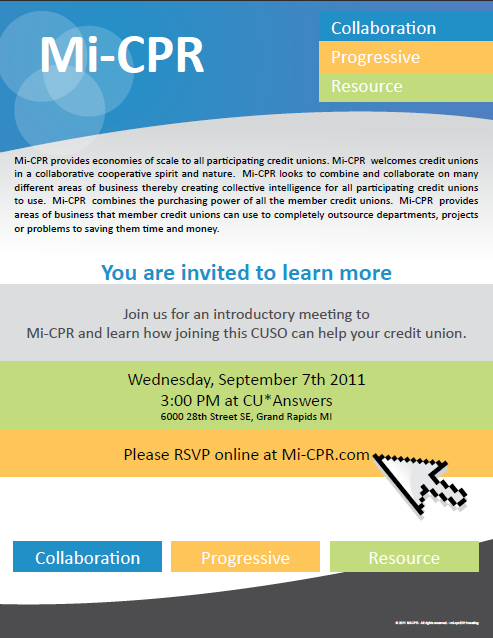 Mi-CPR
Collaboration
Progressive
Resource
Mi-CPR provides economies of scale to all participating credit unions. Mi-CPR welcomes credit unions
in a collaborative cooperative spirit and nature. Mi-CPR looks to combine and collaborate on many
different areas of business thereby creating collective intelligence for all participating credit unions
to use. Mi-CPR combines the purchasing power of all the member credit unions. Mi-CPR provides
areas of business that member credit unions can use to completely outsource departments, projects
or problems to saving them time and money.
You are invited to learn more
Join us for an introductory meeting to
Mi-CPR and learn how joining this CUSO can help your credit union.
Wednesday, September 7th 2011
3:00 PM at CU*Answers
6000 28th Street SE, Grand Rapids MI
Please RSVP online at Mi-CPR.com
Collaboration
Progressive
Resource
© 2011 MiCPR. All rights reserved.